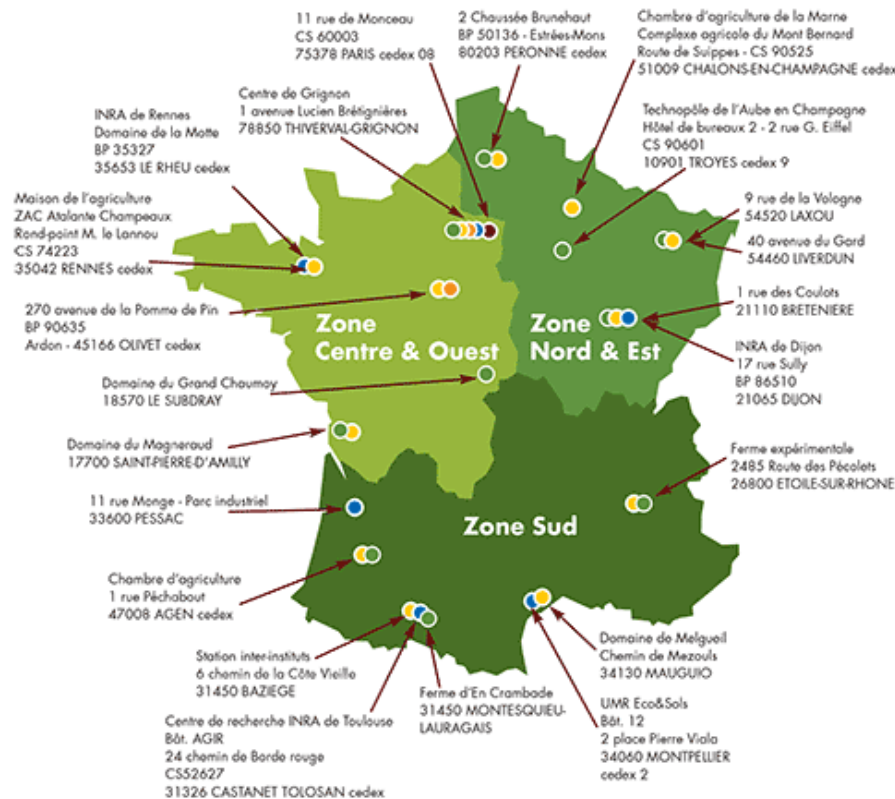 11 rue de Monceau
CS 60003
75378 PARIS cedex 08
2 Chaussée Brunehaut
BP 50136 - Estrées-Mons
80203 PERONNE cedex
Chambre d'agriculture de la Marne
Complexe agricole du Mont Bernard
Route de Suippes - CS 90525
51009 CHALONS-EN-CHAMPAGNE cedex
Centre de Grignon
1 avenue Lucien Brétignières
78850 THIVERVAL-GRIGNON
Technopôle de l'Aube en Champagne
Hôtel de bureaux 2 - 2 rue G. Eiffel
CS 90601
10901 TROYES cedex 9
INRA de Rennes
Domaine de la Motte
BP 35327
35653 LE RHEU cedex
Maison de l'agriculture
ZAC Atalante Champeaux
Rond-point M. le Lannou
CS 74223
35042 RENNES cedex
9 rue de la Vologne
54520 LAXOU
40 avenue du Gard
54460 LIVERDUN
270 avenue de la Pomme de Pin
BP 90635
Ardon - 45166 OLIVET cedex
1 rue des Coulots
21110 BRETENIERE
Zone
Centre & Ouest
Zone
Nord & Est
INRA de Dijon
17 rue Sully
BP 86510
21065 DIJON
Domaine du Grand Chaumoy
18570 LE SUBDRAY
Domaine du Magneraud
17700 SAINT-PIERRE-D'AMILLY
Ferme expérimentale
2485 Route des Pécolets
26800 ETOILE-SUR-RHONE
11 rue Monge - Parc industriel
33600 PESSAC
Zone Sud
Chambre d'agriculture
1 rue Péchabout
47008 AGEN cedex
Station inter-instituts
6 chemin de la Côte Vieille
31450 BAZIEGE
Ferme d'En Crambade
31450 MONTESQUIEU-
LAURAGAIS
Domaine de Melgueil
Chemin de Mezouls
34130 MAUGUIO
Centre de recherche INRA de Toulouse
Bât. AGIR
24 chemin de Borde rouge
CS52627
31326 CASTANET TOLOSAN cedex
UMR Eco&Sols
Bât. 12
2 place Pierre Viala
34060 MONTPELLIER
cedex 2